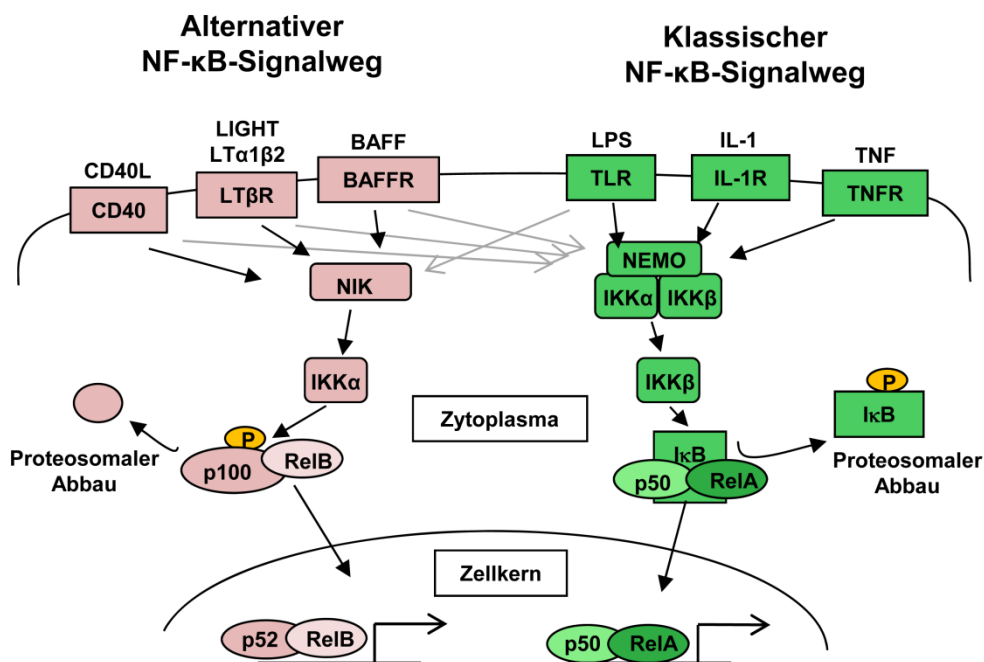 Alternativer
NF-κB-Signalweg
Klassischer
NF-κB-Signalweg
CD40L
LIGHT
LTα1β2
BAFF
LPS
IL-1
TNF
CD40
LTβR
BAFFR
TLR
IL-1R
TNFR
NIK
NEMO
IKKα
IKKβ
IKKα
IKKβ
Zytoplasma
P
p100
RelB
Proteosomaler
Abbau
IκB
p50
RelA
P
IκB
Proteosomaler
Abbau
Zellkern
p52
RelB
p50
RelA